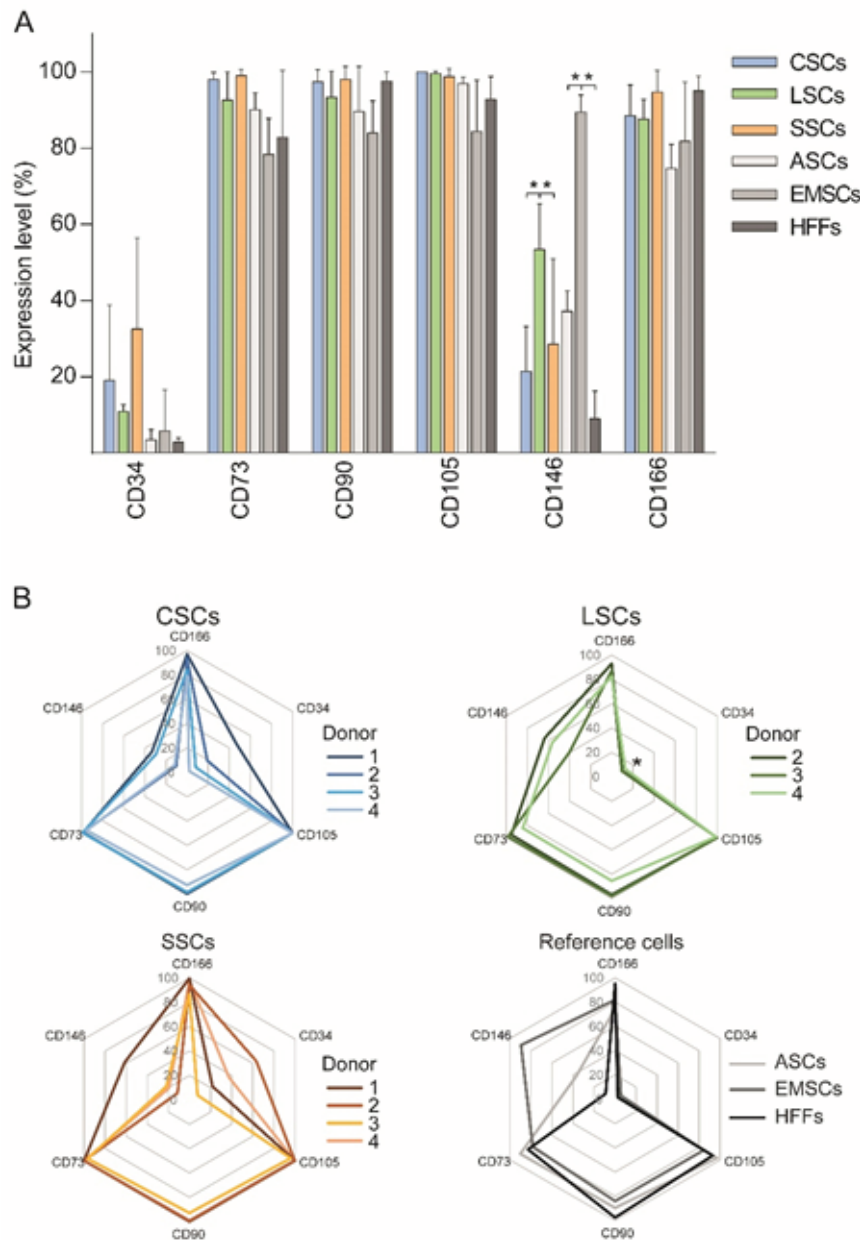 A
Expression level (%)
100
80
60
40
20
**
**
CSCs
LSCs
SSCs
ASCs
EMSCs
HFFs
CD34
CD73
CD90
CD105
CD146
CD166
B
CSCs
CD166
CD34
CD105
CD90
CD73
CD146
100
80
60
40
20
0
Donor
1
2
3
4
LSCs
CD166
CD34
CD105
CD90
CD73
CD146
100
80
60
40
20
0
*
Donor
2
3
4
SSCs
CD166
CD34
CD105
CD90
CD73
CD146
100
80
60
40
20
0
Donor
1
2
3
4
Reference cells
CD166
CD34
CD105
CD90
CD73
CD146
100
80
60
40
20
0
ASCs
EMSCs
HFFs